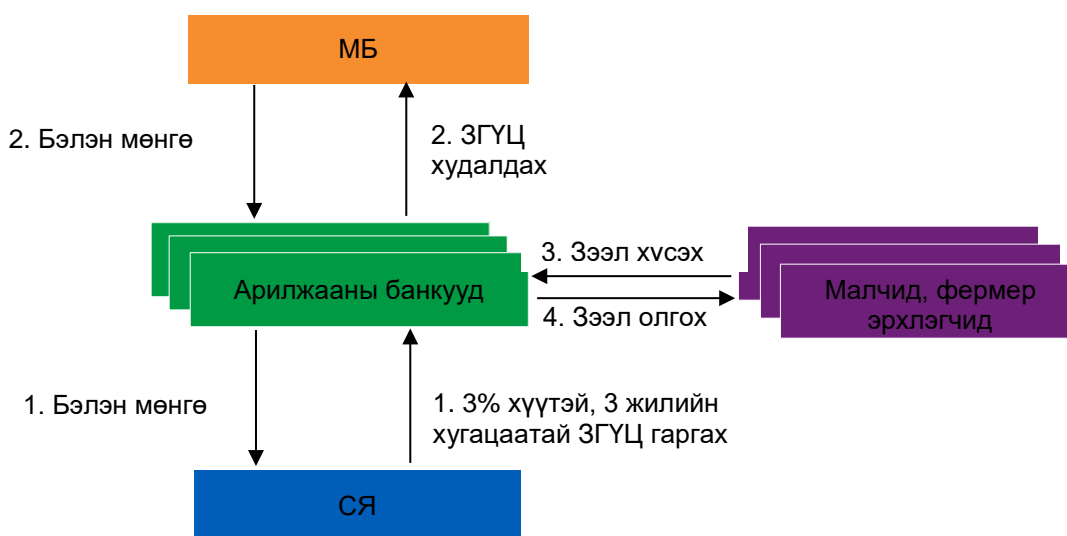 МБ
2. Бэлэн мөнгө
2. ЗГҮЦ
худалдах
3. Зээл хүсэх
Арилжааны банкууд
Малчид, фермер
эрхлэгчид
4. Зээл олгох
1. Бэлэн мөнгө
1. 3% хүүтэй, 3 жилийн
хугацаатай ЗГҮЦ гаргах
СЯ